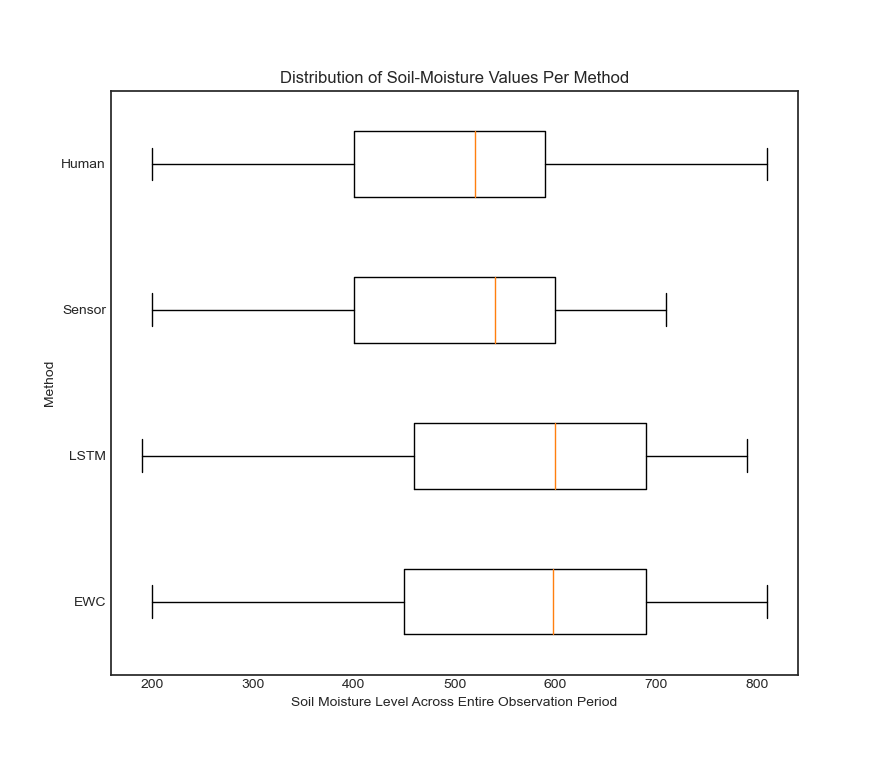 Distribution of Soil-Moisture Values Per Method
Human
Sensor
LSTM
EWC
Method
200 300 400 500 600 700 800
Soil Moisture Level Across Entire Observation Period